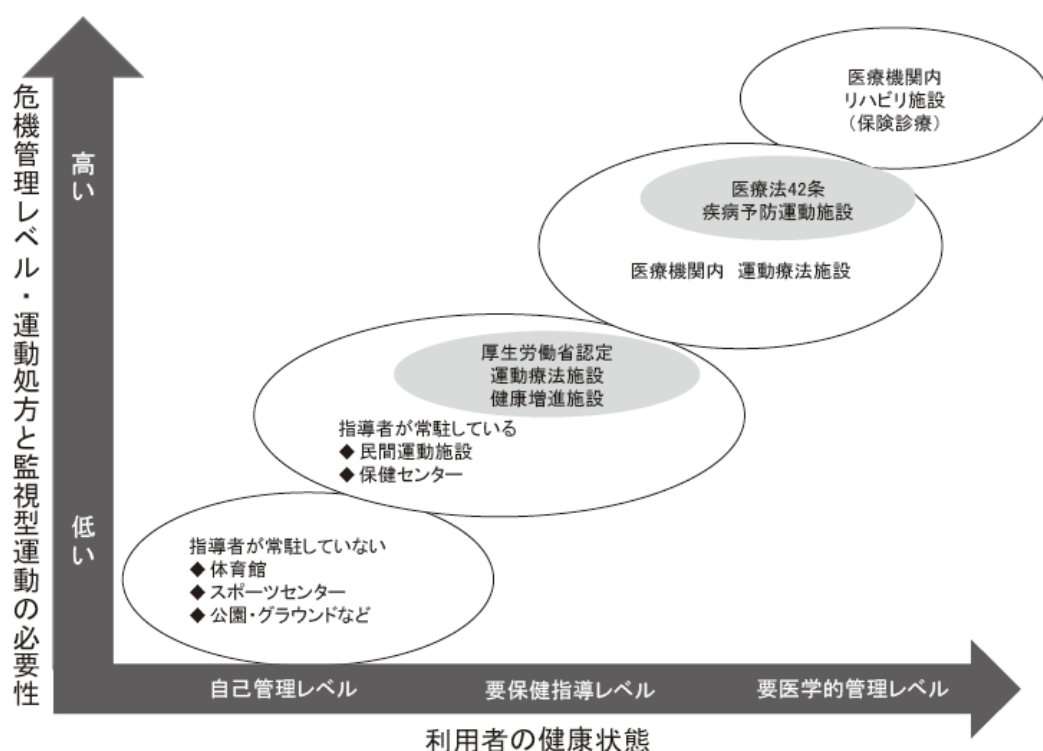 危機管理レベル・運動処方と監視型運動の必要性
高い
低い
医療機関内
リハビリ施設
（保険診療）
医療法42条
疾病予防運動施設
医療機関内　運動療法施設
厚生労働省認定
運動療法施設
健康増進施設
指導者が常駐している
◆ 民間運動施設
◆ 保健センター
指導者が常駐していない
◆ 体育館
◆ スポーツセンター
◆ 公園・グラウンドなど
自己管理レベル
要保健指導レベル
要医学的管理レベル
利用者の健康状態